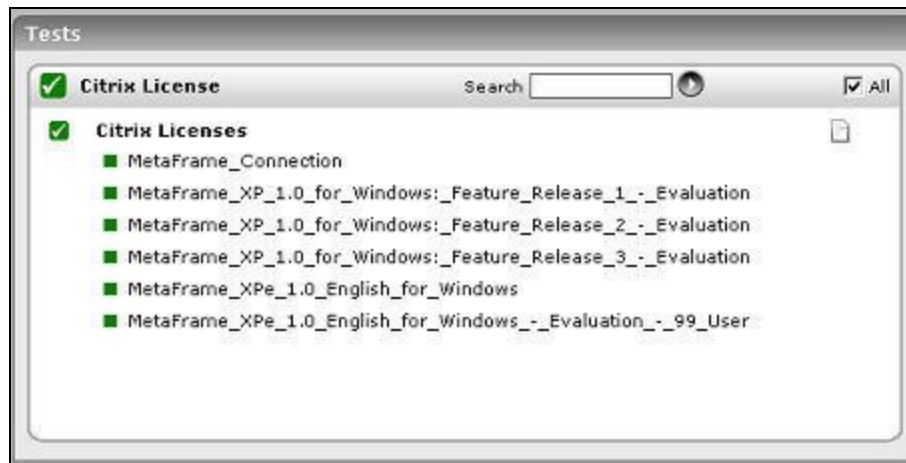 Tests
Citrix License Search All
Citrix Licenses
MetaFrame_Connection
MetaFrame_XP_1.0_for_Windows:_Feature_Release_1_-_Evaluation
MetaFrame_XP_1.0_for_Windows:_Feature_Release_2_-_Evaluation
MetaFrame_XP_1.0_for_Windows:_Feature_Release_3_-_Evaluation
MetaFrame_XPe_1.0_English_for_Windows
MetaFrame_XPe_1.0_English_for_Windows_-_Evaluation_-_99_User